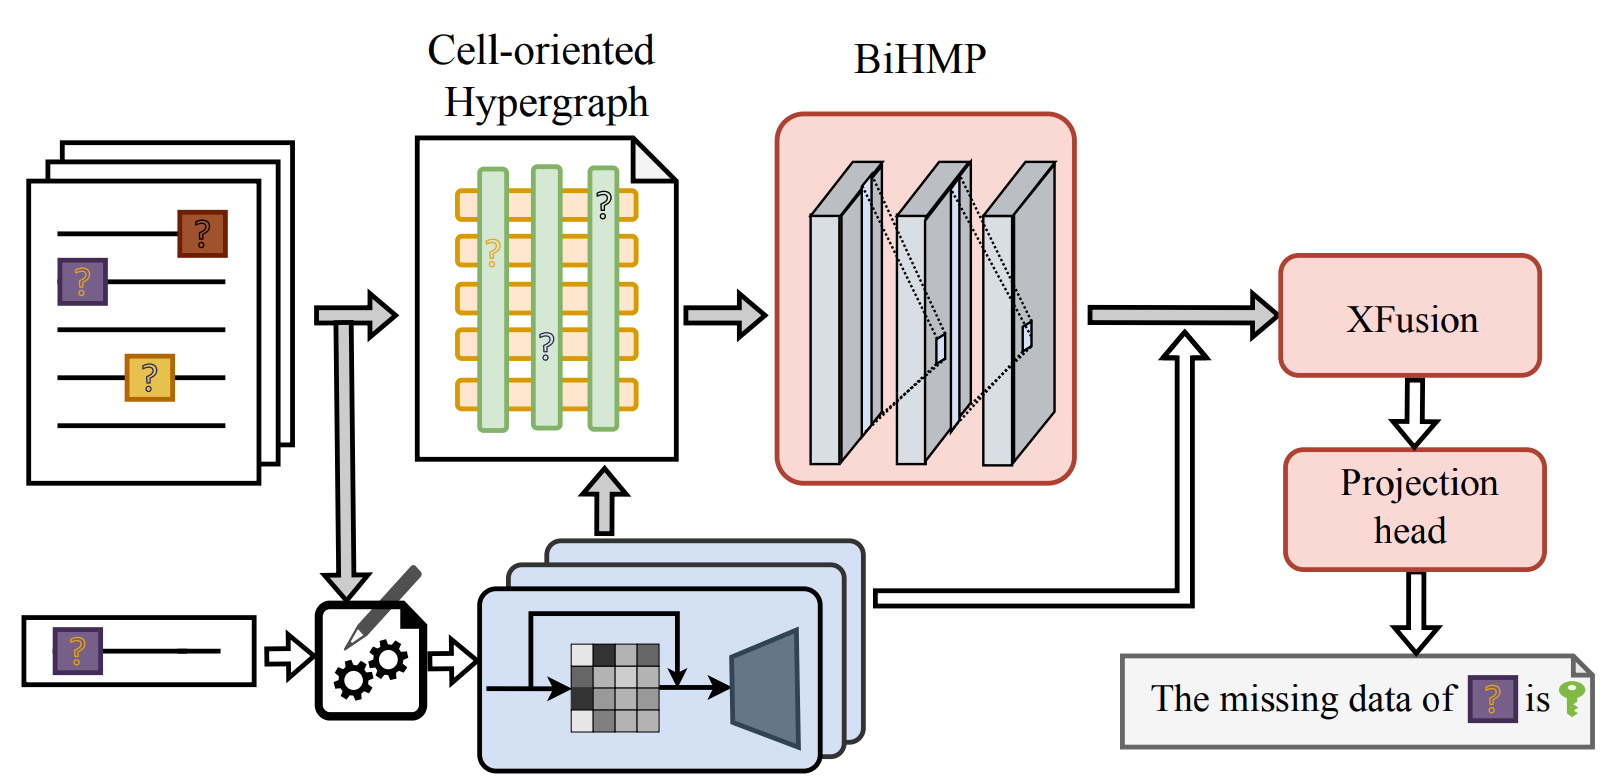 Cell-oriented
Hypergraph
BiHMP
?
?
?
?
?
?
XFusion
Projection
head
?
The missing data of ? is